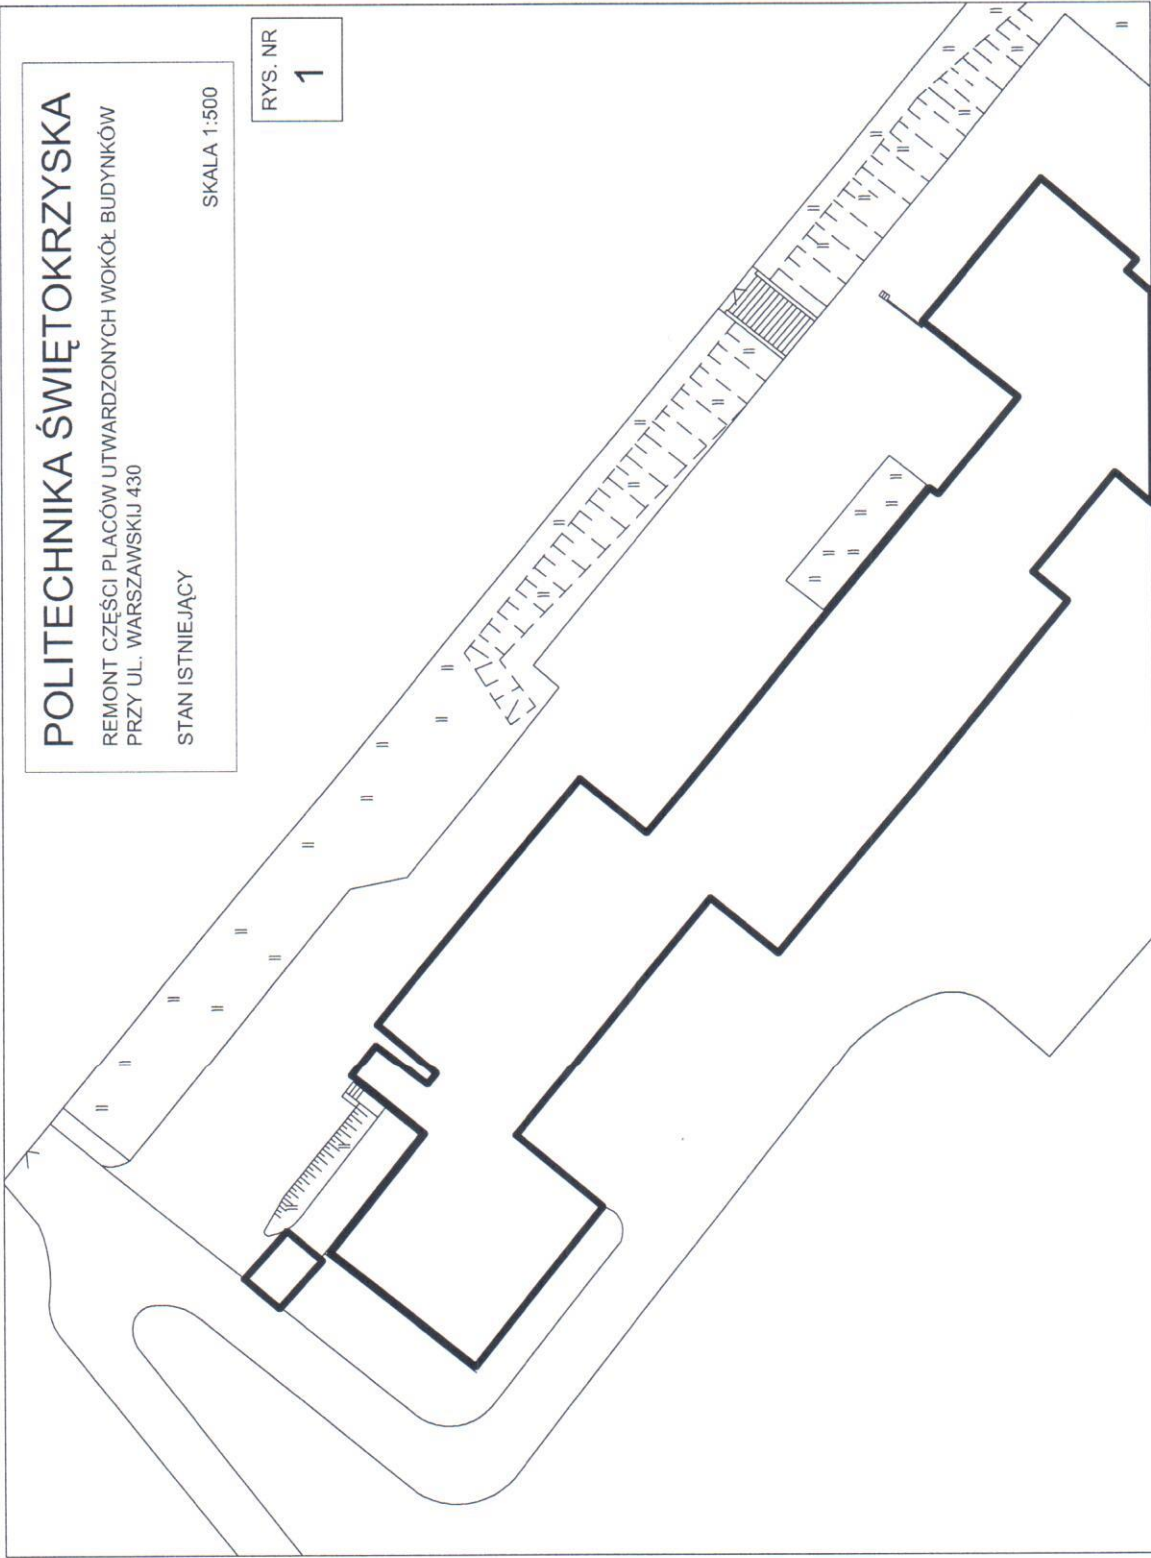 POLITECHNIKA ŚWIĘTOKRZYSKA
REMONT CZĘŚCI PLACÓW UTWARDZONYCH WOKÓŁ BUDYNKÓW
PRZY UL. WARSZAWSKIJ 430
STAN ISTNIEJĄCY
SKALA 1:500
RYS. NR
1